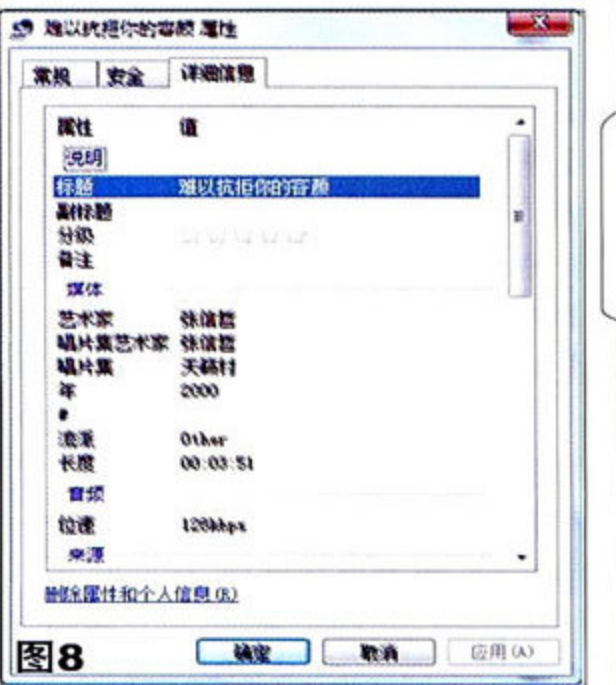 难以抗拒你的容颜 属性
常规 安全 详细信息
属性 值
说明
标题 难以抗拒你的容颜
副标题
分级
备注
媒体
艺术家 张信哲
唱片集艺术家 张信哲
唱片集
年 2000
#
流派 Other
长度 00:03:51
音频
位速 128kbps
来源
删除属性和个人信息(R)
图8 确定 取消 应用(A)